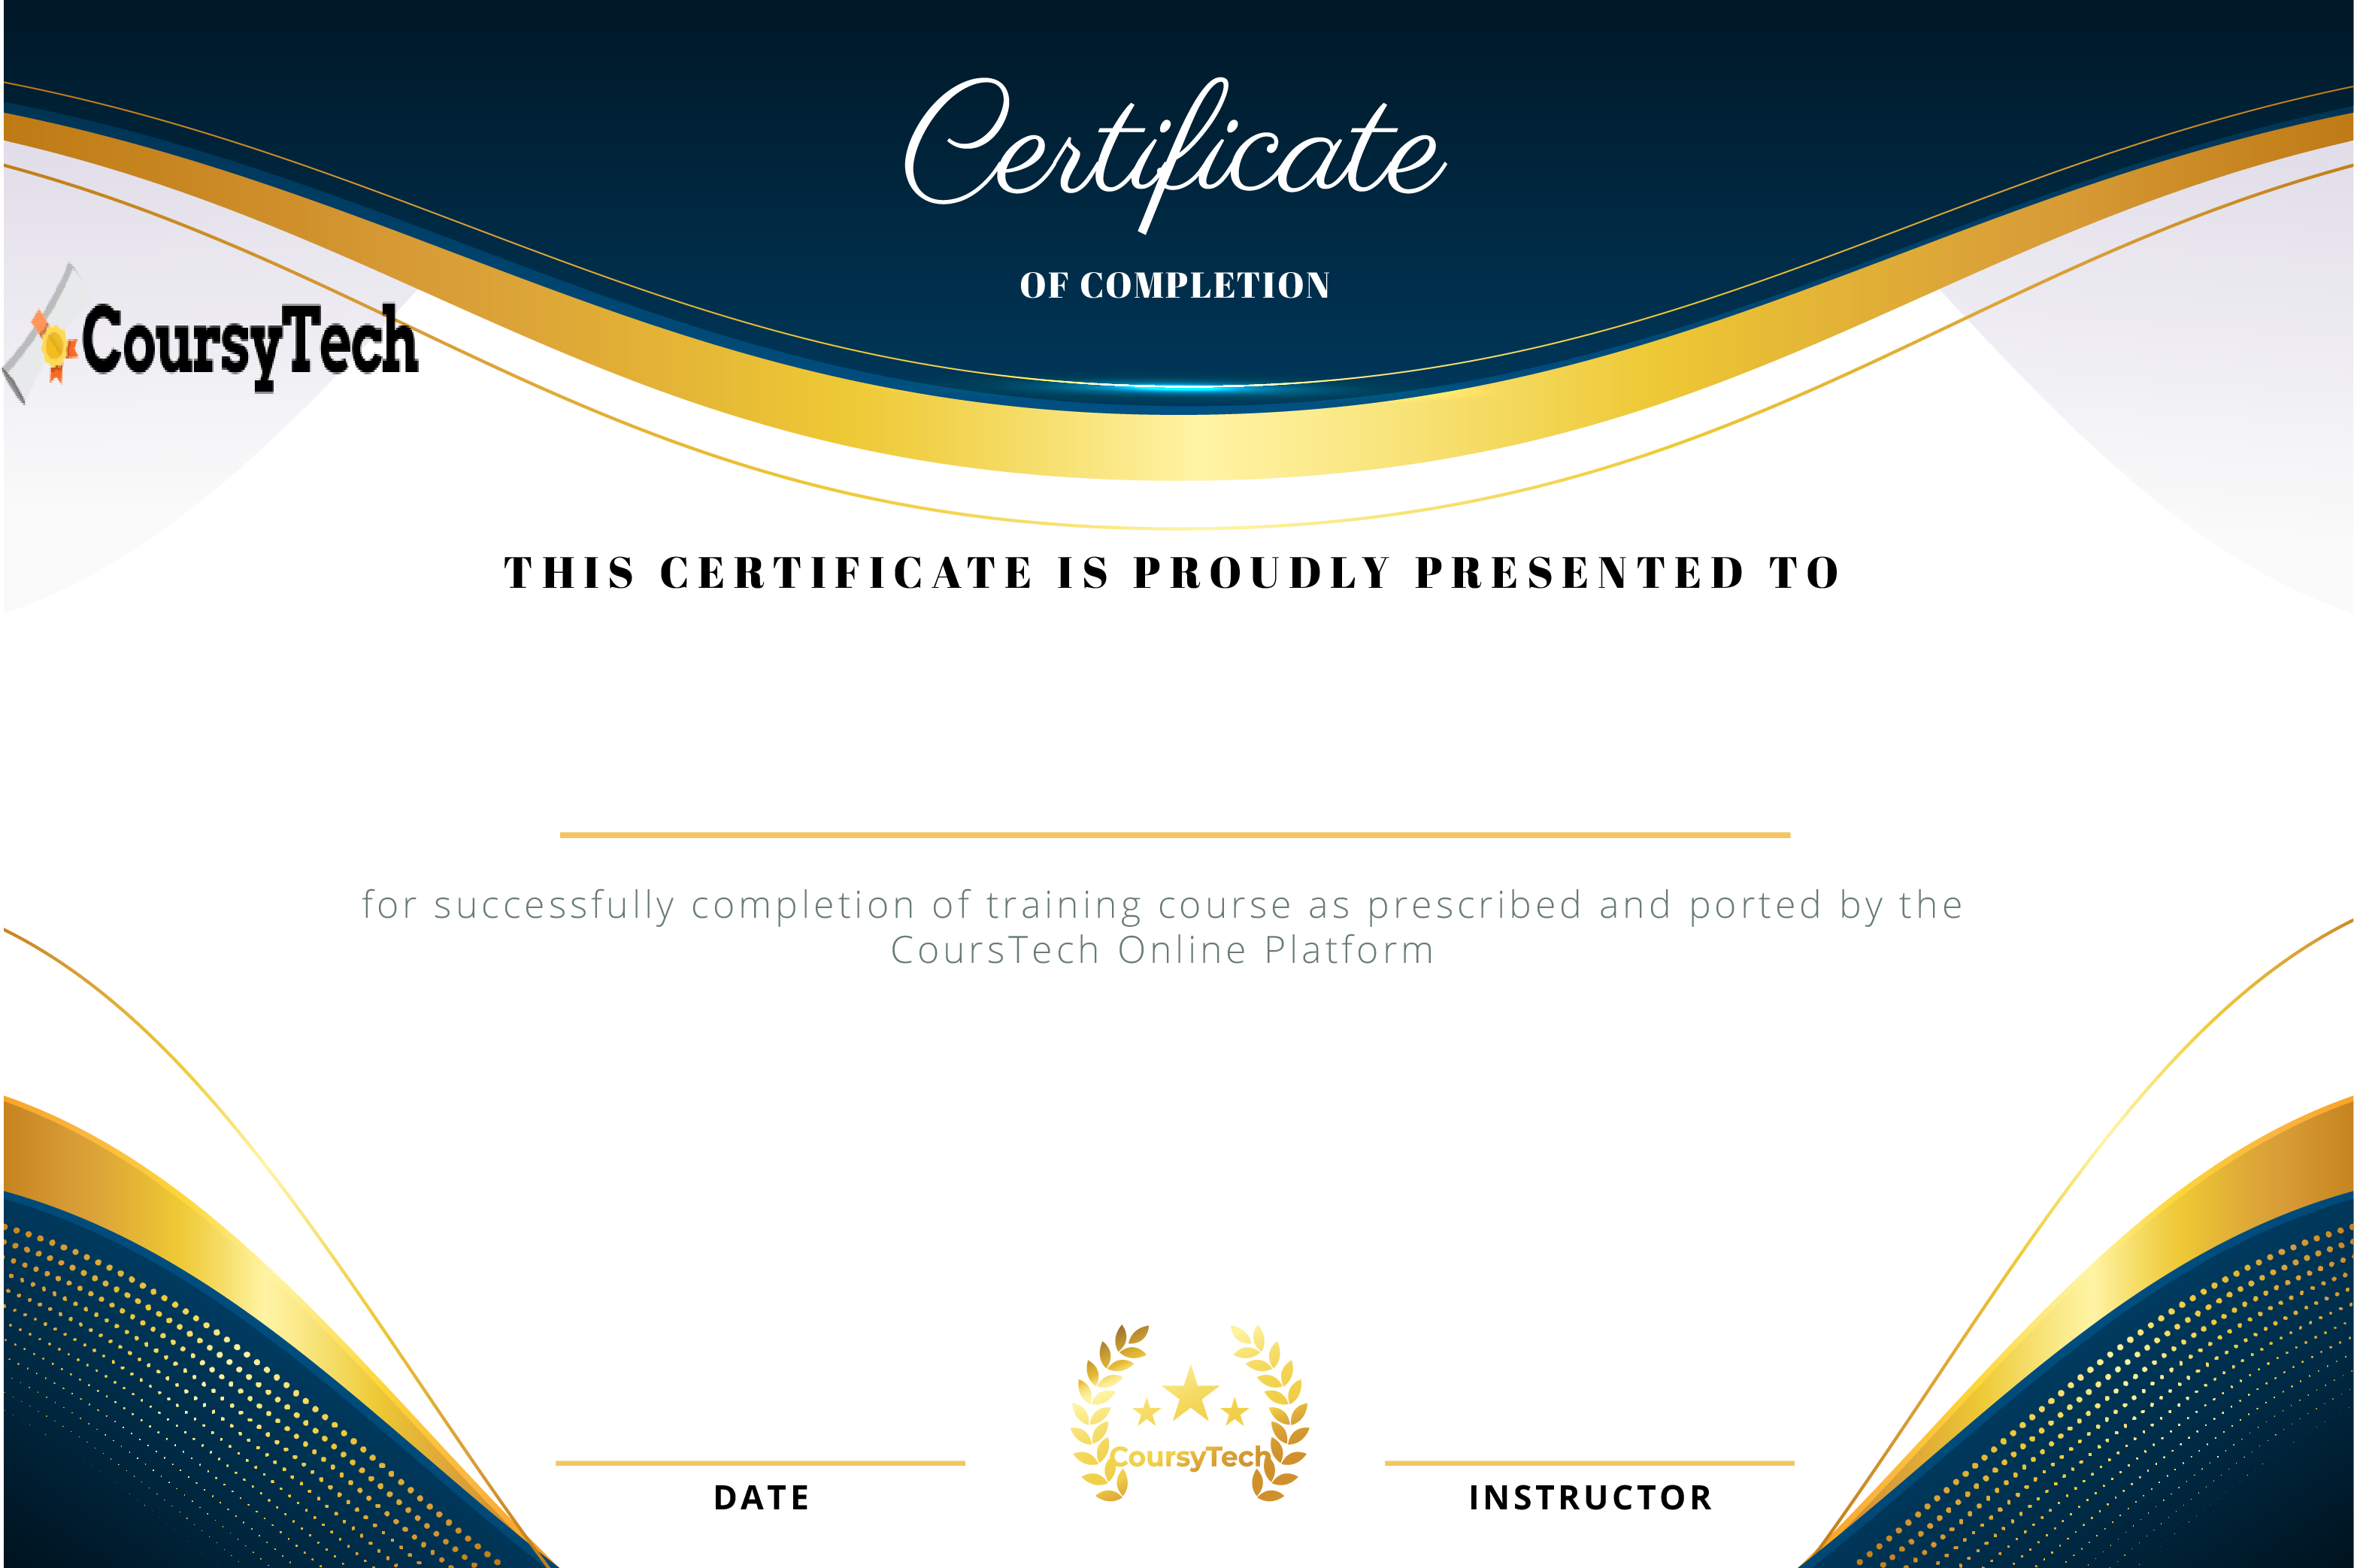 Certificate
OF COMPLETION
CoursyTech
THIS CERTIFICATE IS PROUDLY PRESENTED TO
for successfully completion of training course as prescribed and ported by the
CoursTech Online Platform
CoursyTech
DATE
INSTRUCTOR